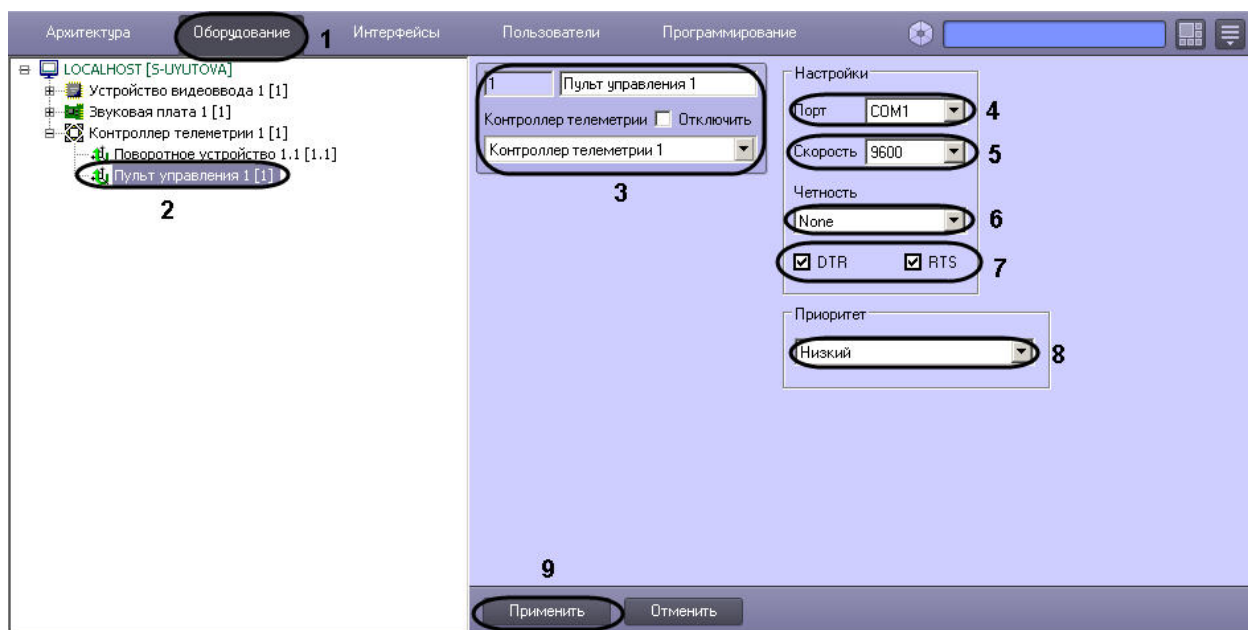 Архитектура Оборудование 1 Интерфейсы Пользователи Программирование
LOCALHOST [S-UYUTOVA]
Устройство видеоввода 1 [1]
Звуковая плата 1 [1]
Контроллер телеметрии 1 [1]
Поворотное устройство 1.1 [1.1]
Пульт управления 1 [1]
2
1 Пульт управления 1
Контроллер телеметрии Отключить
Контроллер телеметрии 1
3
Настройки
Порт COM1 4
Скорость 9600 5
Четность
None 6
DTR RTS 7
Приоритет
Низкий 8
9
Применить Отменить